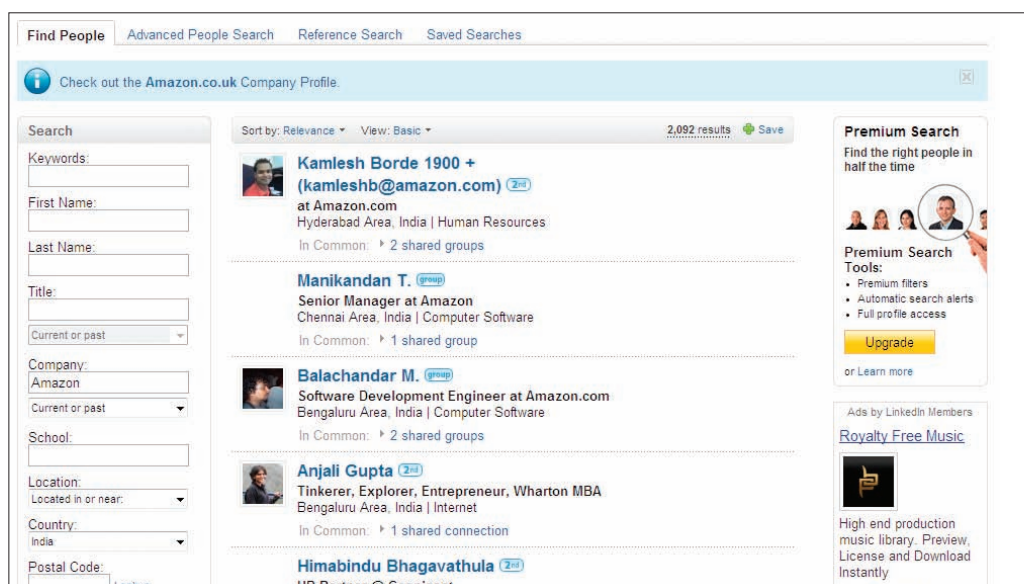 Find People
Advanced People Search
Reference Search
Saved Searches
Check out the Amazon.co.uk Company Profile.
Search
Keywords:
First Name:
Last Name:
Title:
Current or past
Company:
Amazon
Current or past
School:
Location:
Located in or near:
Country:
India
Postal Code:
Sort by: Relevance
View: Basic
2,092 results
Save
Kamlesh Borde 1900 +
(kamleshb@amazon.com) 2nd
at Amazon.com
Hyderabad Area, India | Human Resources
In Common: 2 shared groups
Manikandan T. group
Senior Manager at Amazon
Chennai Area, India | Computer Software
In Common: 1 shared group
Balachandar M. group
Software Development Engineer at Amazon.com
Bengaluru Area, India | Computer Software
In Common: 2 shared groups
Anjali Gupta 2nd
Tinkerer, Explorer, Entrepreneur, Wharton MBA
Bengaluru Area, India | Internet
In Common: 1 shared connection
Himabindu Bhagavathula 2nd
Premium Search
Find the right people in
half the time
Premium Search
Tools:
• Premium filters
• Automatic search alerts
• Full profile access
Upgrade
or Learn more
Ads by LinkedIn Members
Royalty Free Music
High end production
music library. Preview,
License and Download
Instantly